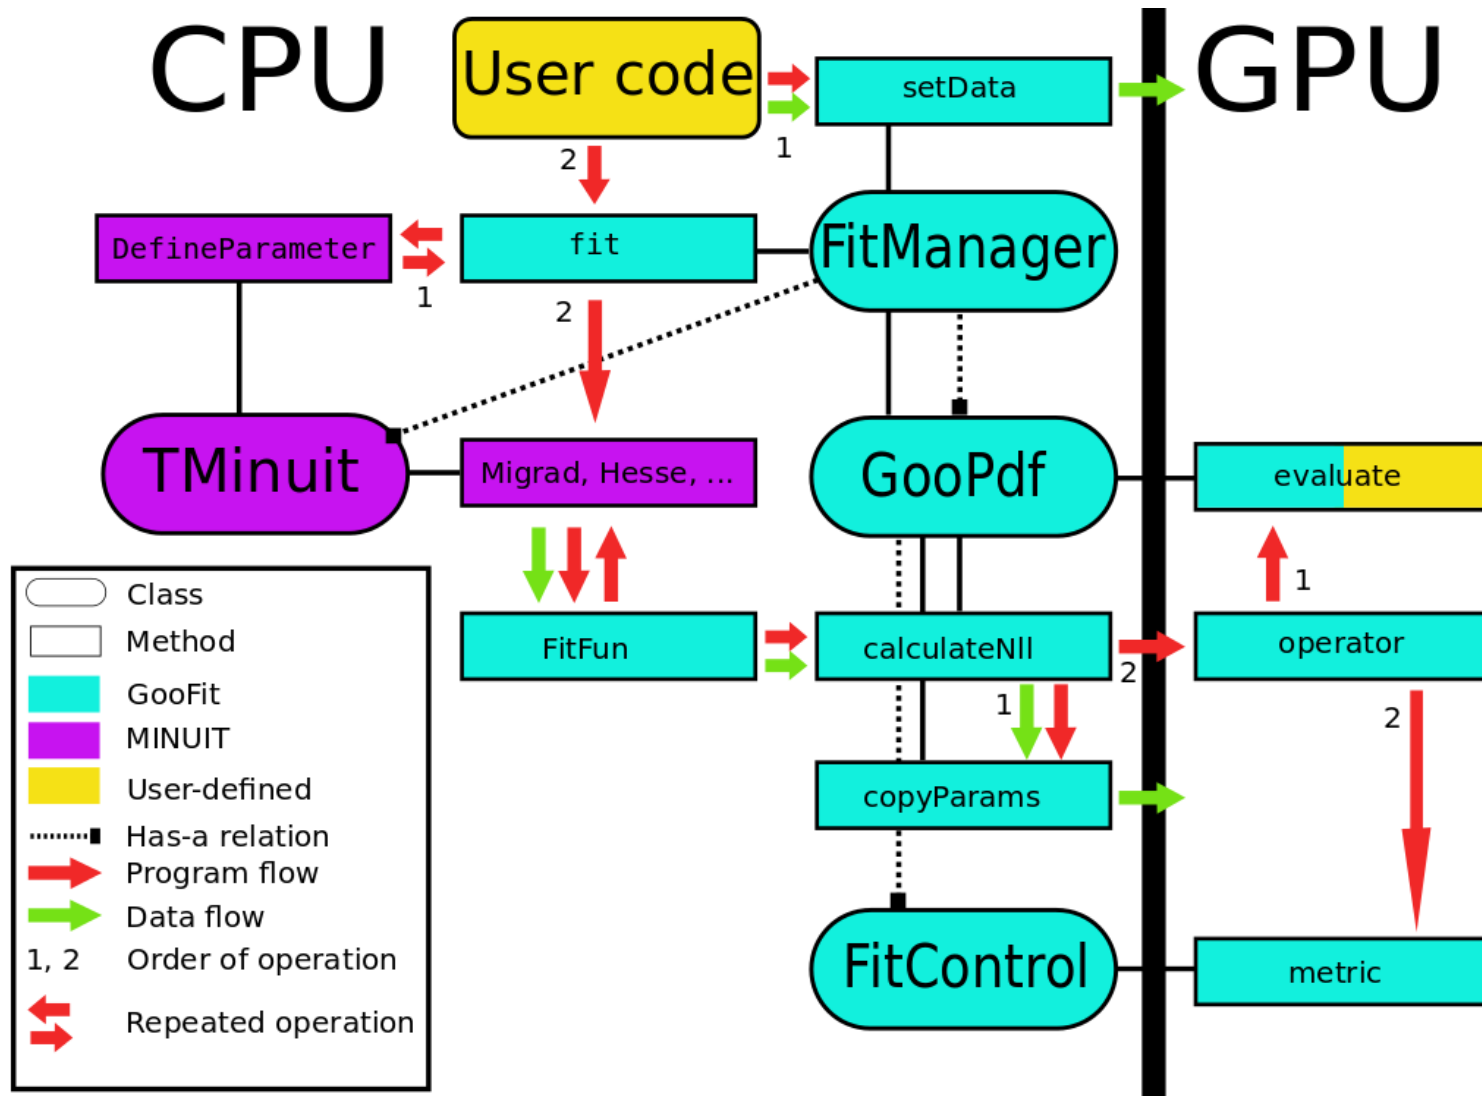 CPU
User code
setData
GPU
1
2
DefineParameter
fit
FitManager
1
2
TMinuit
Migrad, Hesse, ...
GooPdf
evaluate
1
FitFun
calculateNll
2
operator
1
2
copyParams
FitControl
metric
Class
Method
GooFit
MINUIT
User-defined
Has-a relation
Program flow
Data flow
1, 2 Order of operation
Repeated operation